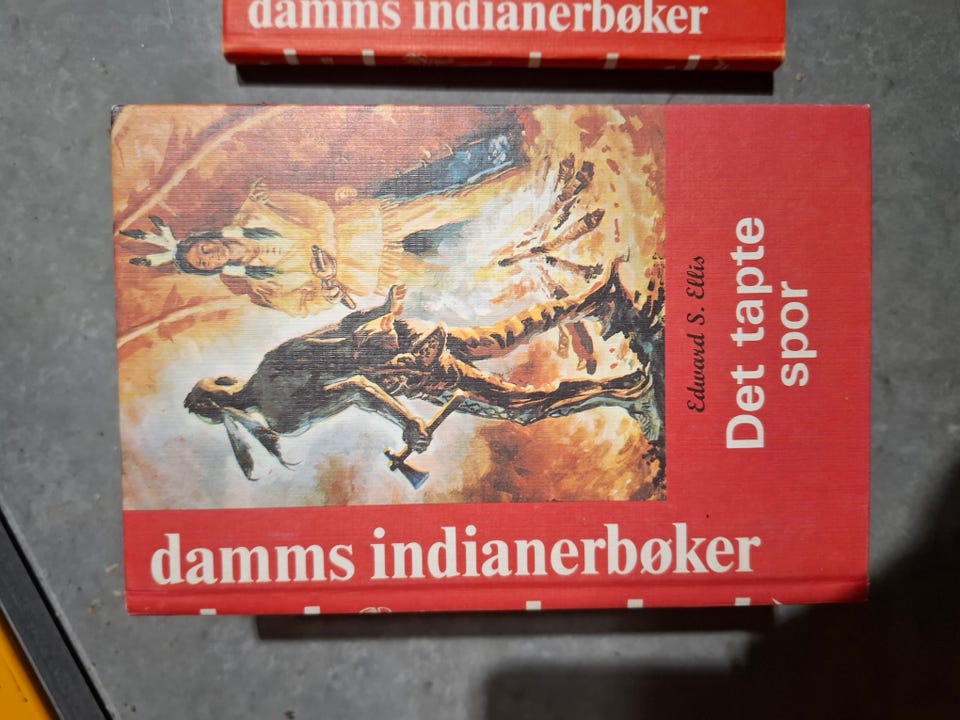 damms indianerbøker
Edward S. Ellis
Det tapte
spor
damms indianerbøker